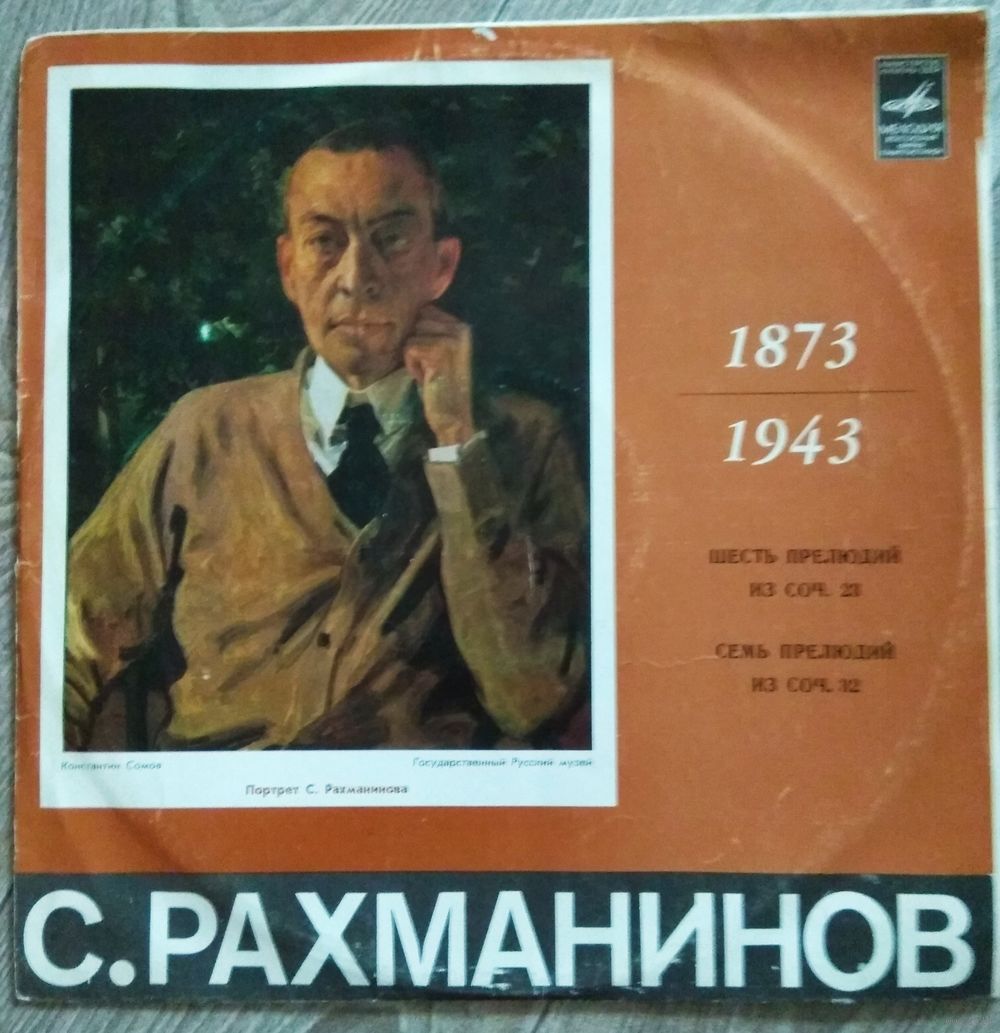 МЕЛОДИЯ
1873
1943
ШЕСТЬ ПРЕЛЮДИЙ
ИЗ СОЧ. 23
СЕМЬ ПРЕЛЮДИЙ
ИЗ СОЧ. 32
Константин Сомов
Государственный Русский музей
Портрет С. Рахманинова
С.РАХМАНИНОВ